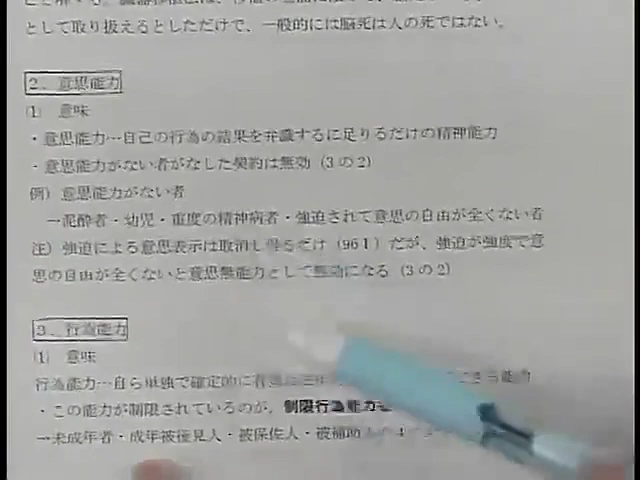 として取り扱えるとしただけで、一般的には脳死は人の死ではない。
2．意思能力
(1) 意味
・意思能力…自己の行為の結果を弁識するに足りるだけの精神能力
・意思能力がない者がなした契約は無効（3の2）
例）意思能力がない者
→泥酔者・幼児・重度の精神病者・強迫されて意思の自由が全くない者
注）強迫による意思表示は取消し得るだけ（96Ⅰ）だが、強迫が強度で意
思の自由が全くないと意思無能力として無効になる（3の2）
3．行為能力
(1) 意味
行為能力…自ら単独で確定的に
・この能力が制限されているのが、制限行為能力
→未成年者・成年被後見人・被保佐人・被補助人の4